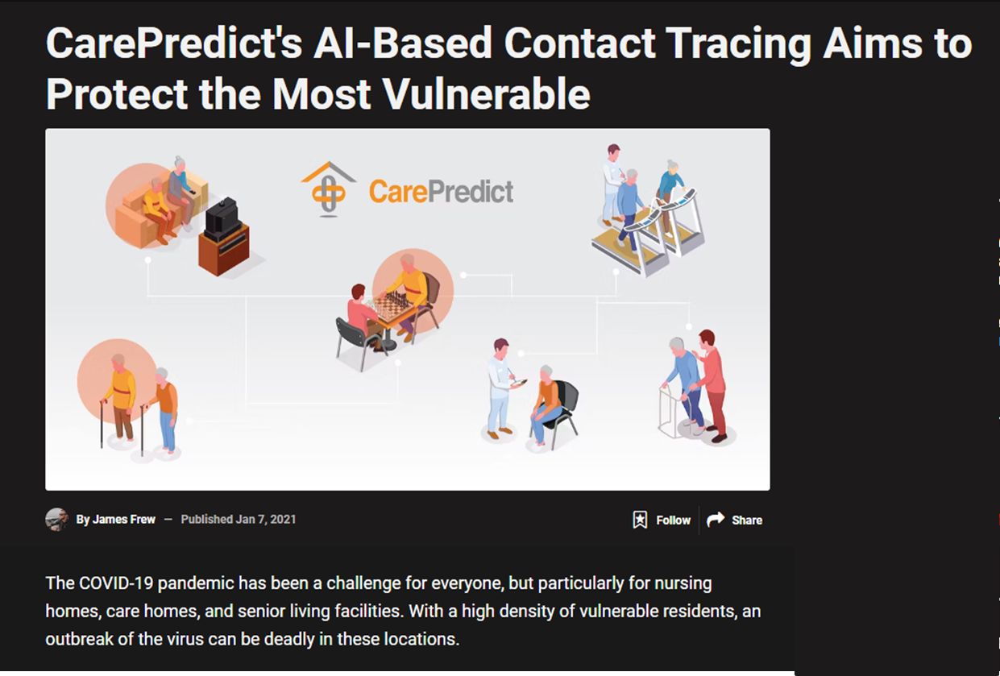 CarePredict's AI-Based Contact Tracing Aims to
Protect the Most Vulnerable
CarePredict
By James Frew — Published Jan 7, 2021
Follow
Share
The COVID-19 pandemic has been a challenge for everyone, but particularly for nursing
homes, care homes, and senior living facilities. With a high density of vulnerable residents, an
outbreak of the virus can be deadly in these locations.